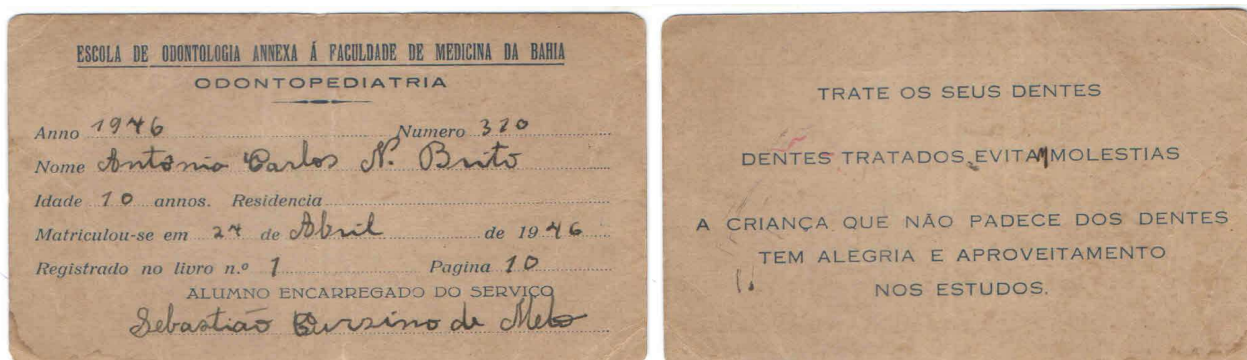 ESCOLA DE ODONTOLOGIA ANNEXA Á FACULDADE DE MEDICINA DA BAHIA
ODONTOPEDIATRIA
Anno 1946 Numero 320
Nome Antônio Carlos N. Brito
Idade 10 annos. Residencia
Matriculou-se em 24 de Abril de 1946
Registrado no livro n.º 1 Pagina 10
ALUMNO ENCARREGADO DO SERVIÇO
Sebastião Cursino de Melo
TRATE OS SEUS DENTES
DENTES TRATADOS EVITAM MOLESTIAS
A CRIANÇA QUE NÃO PADECE DOS DENTES
TEM ALEGRIA E APROVEITAMENTO
NOS ESTUDOS.